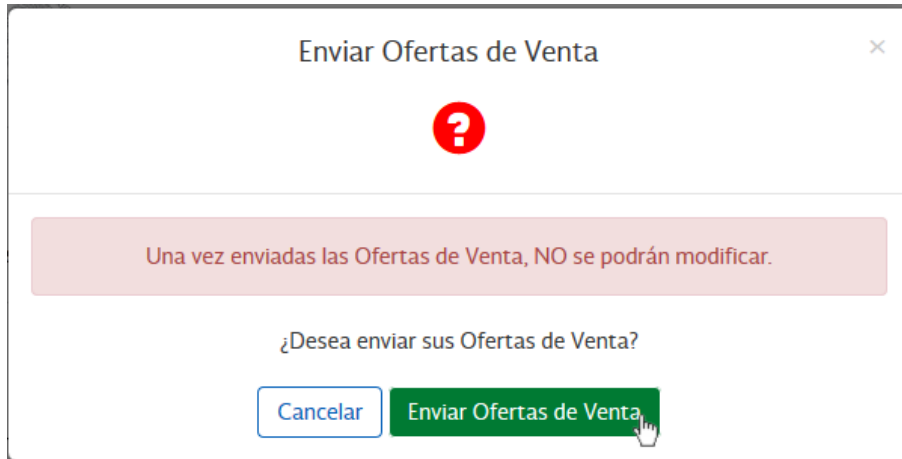 Enviar Ofertas de Venta
×
?
Una vez enviadas las Ofertas de Venta, NO se podrán modificar.
¿Desea enviar sus Ofertas de Venta?
Cancelar
Enviar Ofertas de Venta